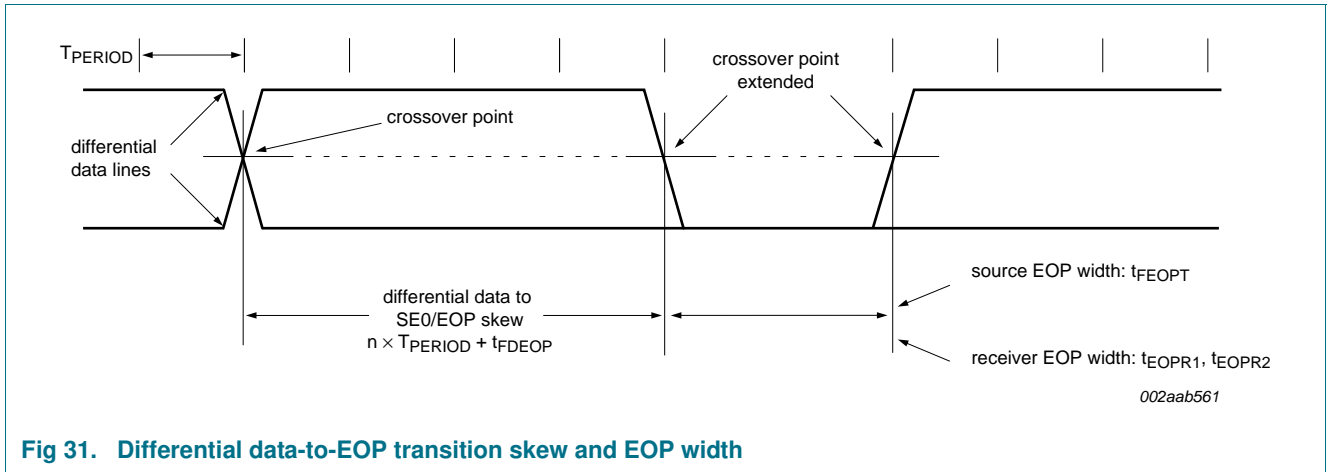 TPERIOD
crossover point
extended
crossover point
differential
data lines
differential data to
SE0/EOP skew
n × TPERIOD + tFDEOP
source EOP width: tFEOPT
receiver EOP width: tEOPR1, tEOPR2
002aab561
Fig 31. Differential data-to-EOP transition skew and EOP width